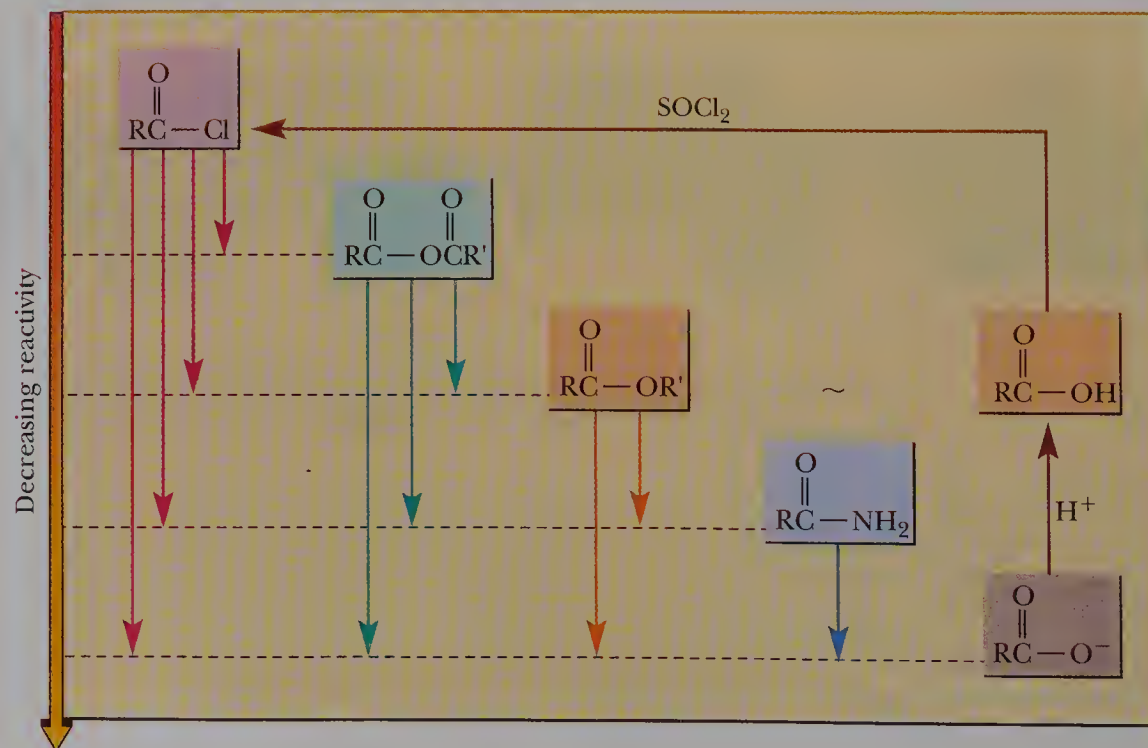 Decreasing reactivity
O
RC — Cl
SOCl₂
O O
RC — OCR'
O
RC — OR'
~
O
RC — OH
O
RC — NH₂
H⁺
O
RC — O⁻